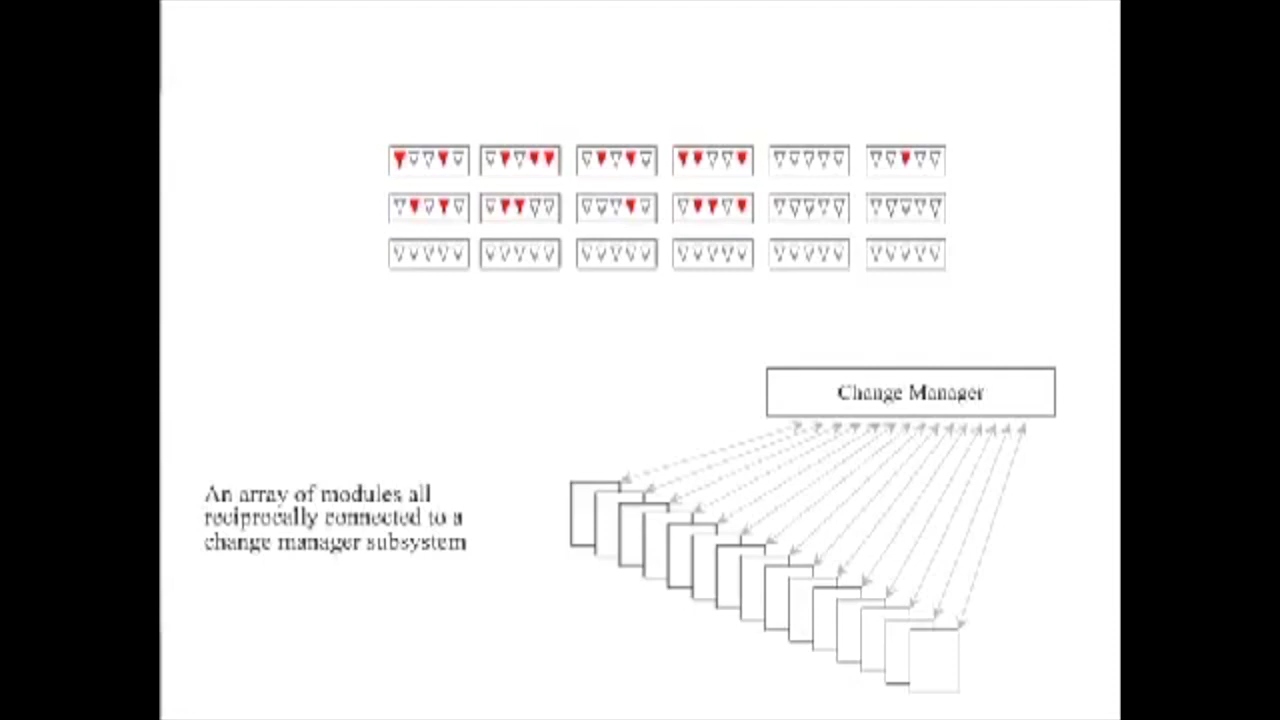 Change Manager
An array of modules all
reciprocally connected to a
change manager subsystem